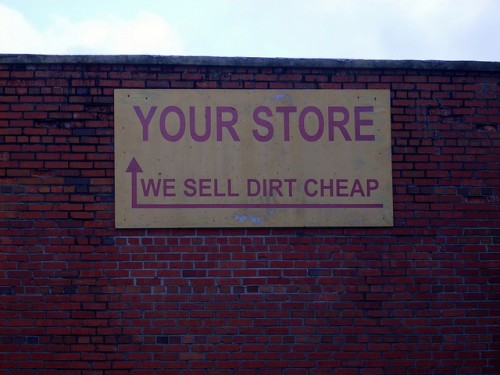 YOUR STORE
WE SELL DIRT CHEAP